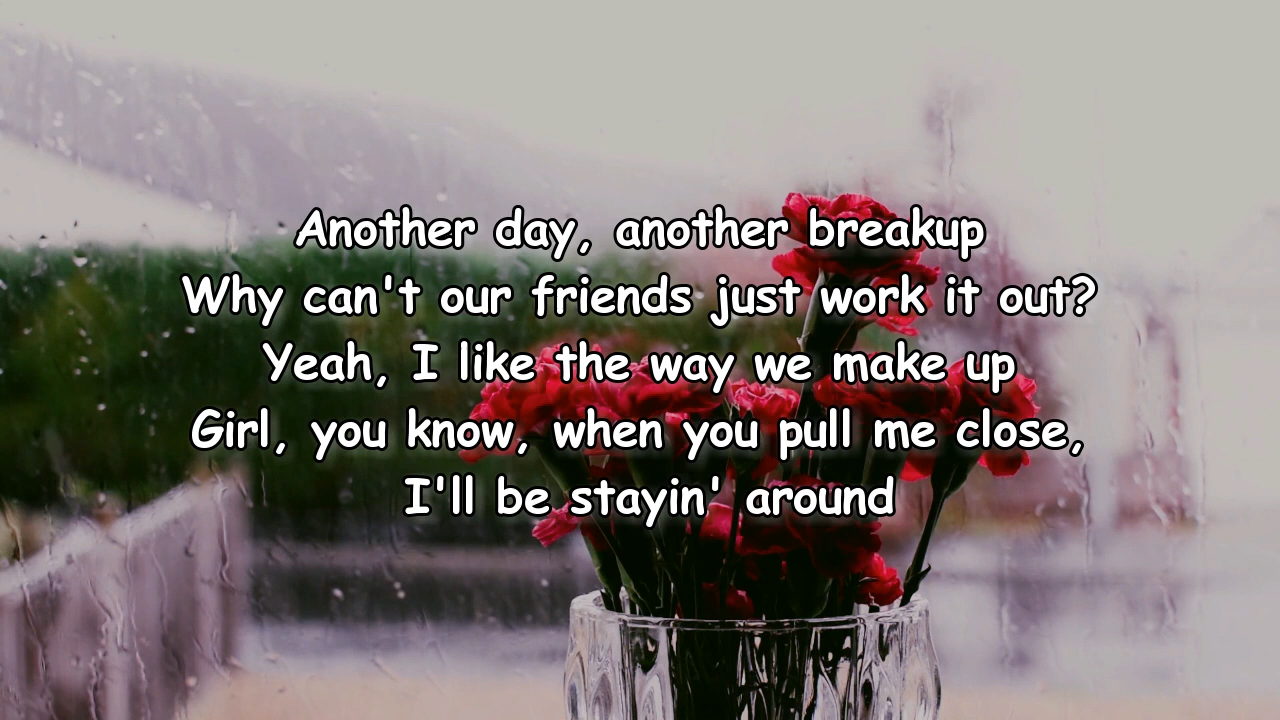 Another day, another breakup
Why can't our friends just work it out?
Yeah, I like the way we make up
Girl, you know, when you pull me close,
I'll be stayin' around